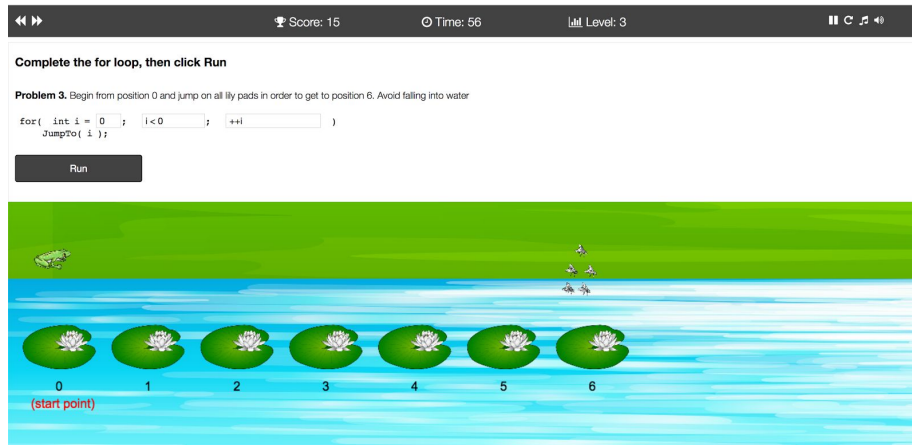 Score: 15 Time: 56 Level: 3
Complete the for loop, then click Run
Problem 3. Begin from position 0 and jump on all lily pads in order to get to position 6. Avoid falling into water
for( int i = 0 ; i < 0 ; ++i )
JumpTo( i );
Run
0 1 2 3 4 5 6
(start point)